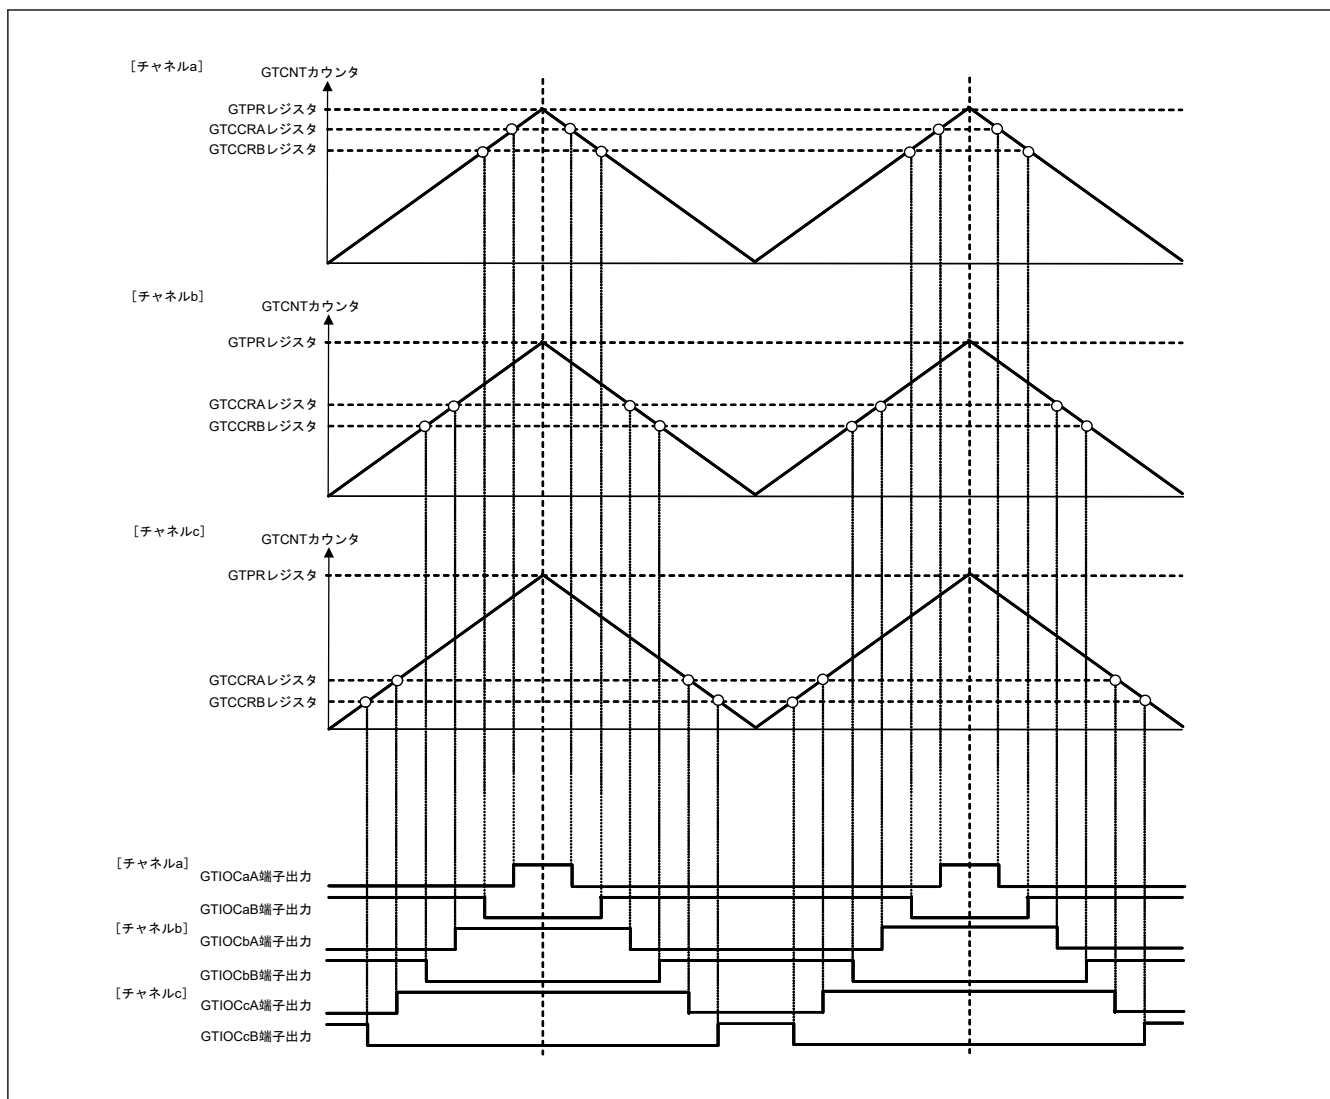 [チャネルa]
GTCNTカウンタ
GTPRレジスタ
GTCCRAレジスタ
GTCCRBレジスタ
[チャネルb]
GTCNTカウンタ
GTPRレジスタ
GTCCRAレジスタ
GTCCRBレジスタ
[チャネルc]
GTCNTカウンタ
GTPRレジスタ
GTCCRAレジスタ
GTCCRBレジスタ
[チャネルa]
GTIOCaA端子出力
GTIOCaB端子出力
[チャネルb]
GTIOCbA端子出力
GTIOCbB端子出力
[チャネルc]
GTIOCcA端子出力
GTIOCcB端子出力